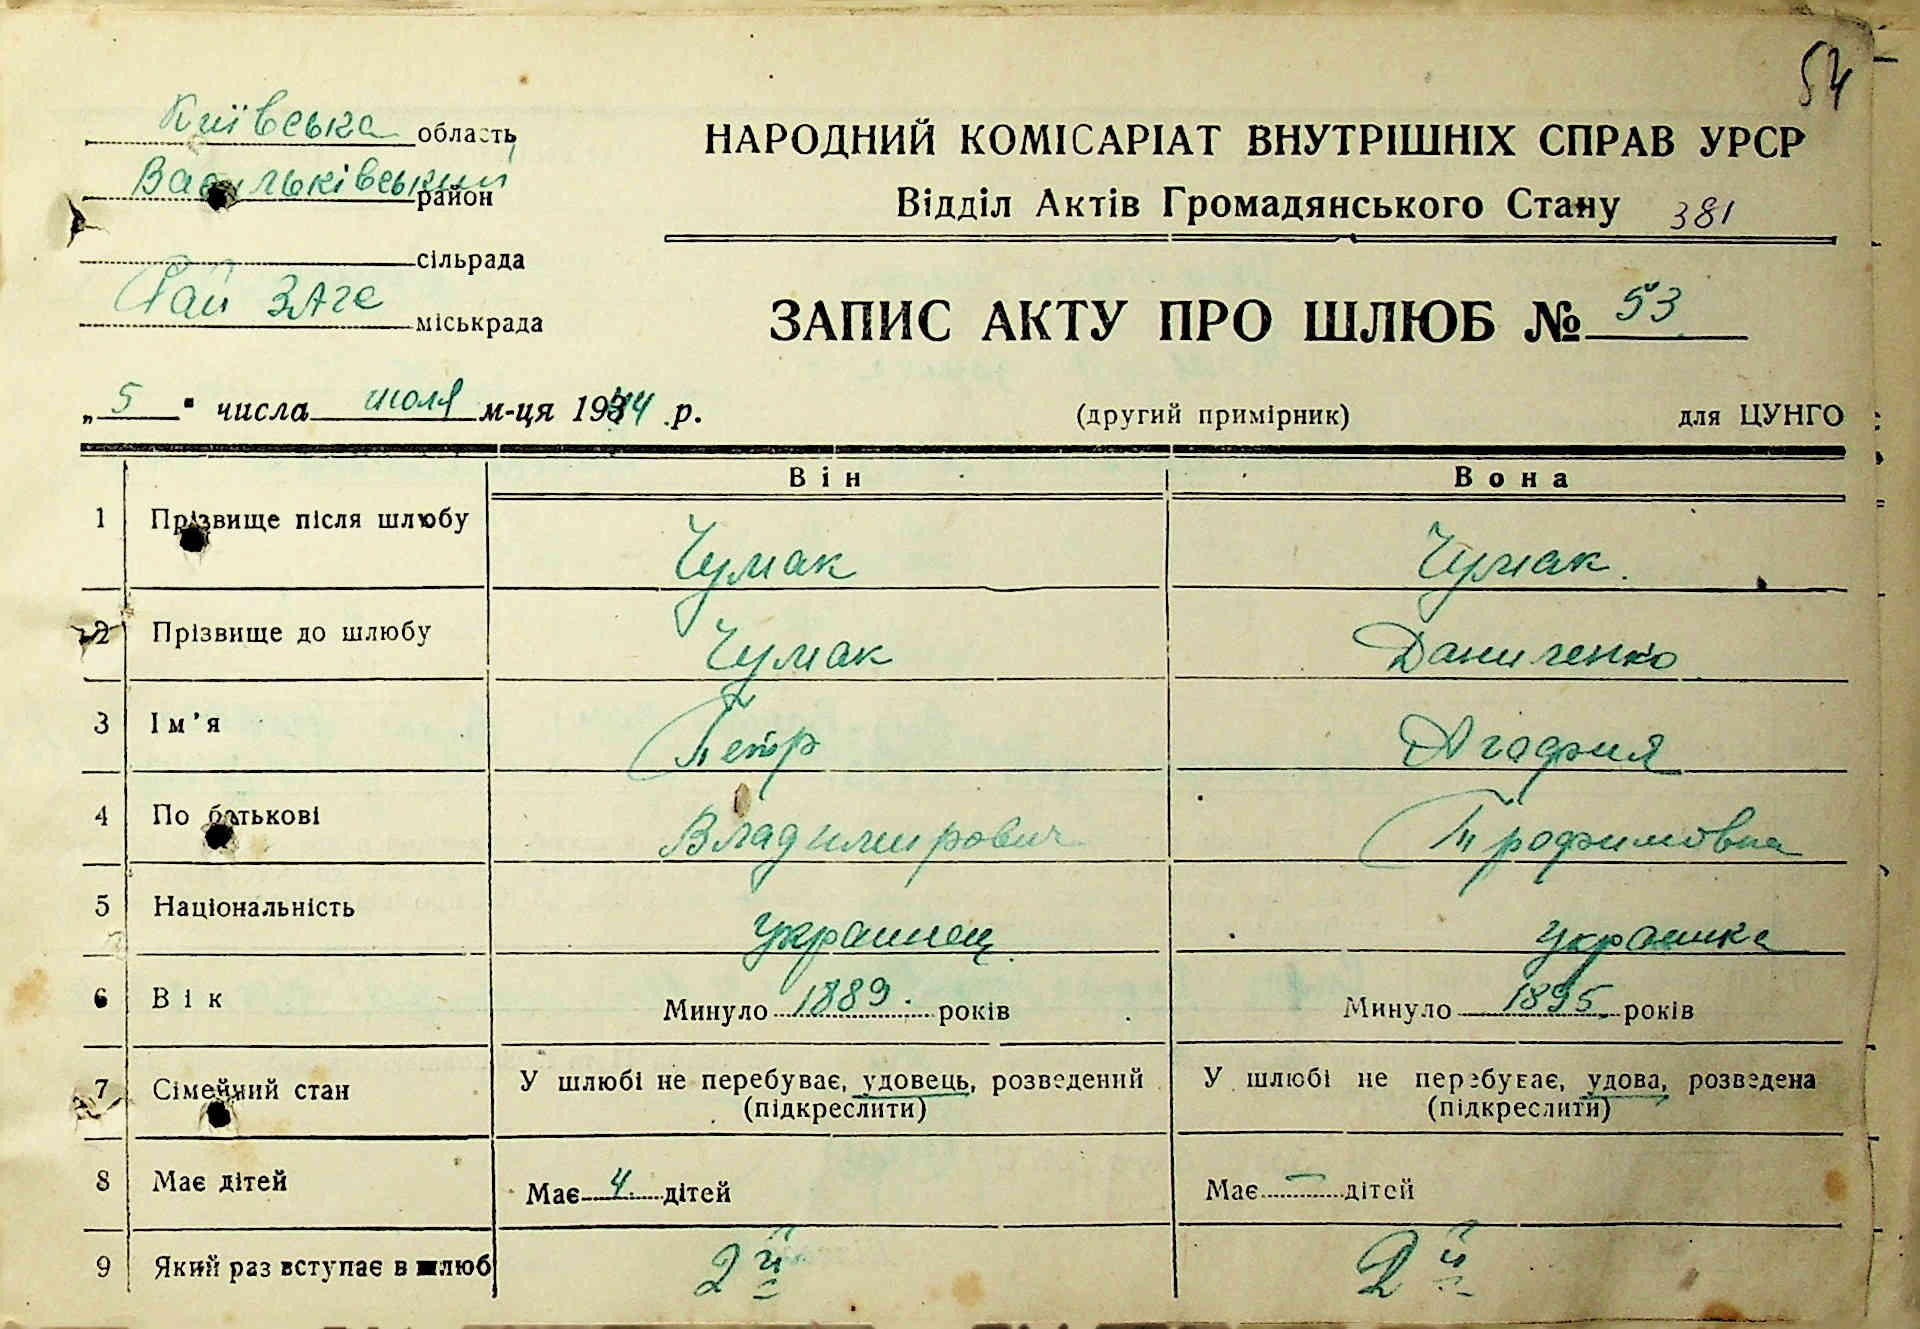 54
Київська область
Васильківський район
сільрада
Рай ЗАГС міськрада
НАРОДНИЙ КОМІСАРІАТ ВНУТРІШНІХ СПРАВ УРСР
Відділ Актів Громадянського Стану 381
ЗАПИС АКТУ ПРО ШЛЮБ № 53
„5" числа июля м-ця 1944 р. (другий примірник) для ЦУНГО
Він Вона
1 Прізвище після шлюбу Чумак Чумак
2 Прізвище до шлюбу Чумак Даниленко
3 Ім'я Петр Агафия
4 По батькові Владимирович Трофимовна
5 Національність украинец украинка
6 Вік Минуло 1889. років Минуло 1895. років
7 Сімейний стан У шлюбі не перебуває, удовець, розведений (підкреслити) У шлюбі не перебуває, удова, розведена (підкреслити)
8 Має дітей Має 4 дітей Має — дітей
9 Який раз вступає в шлюб 2й 2й